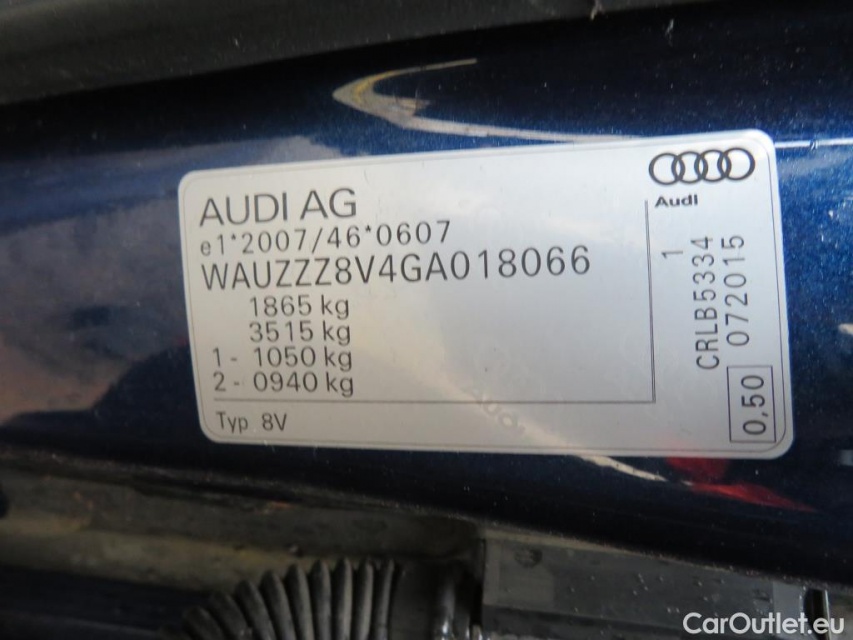 AUDI AG
e1*2007/46*0607
WAUZZZ8V4GA018066
1865 kg
3515 kg
1 - 1050 kg
2 - 0940 kg
Typ 8V
Audi
1
CRLB5334
072015
0,50
CarOutlet.eu